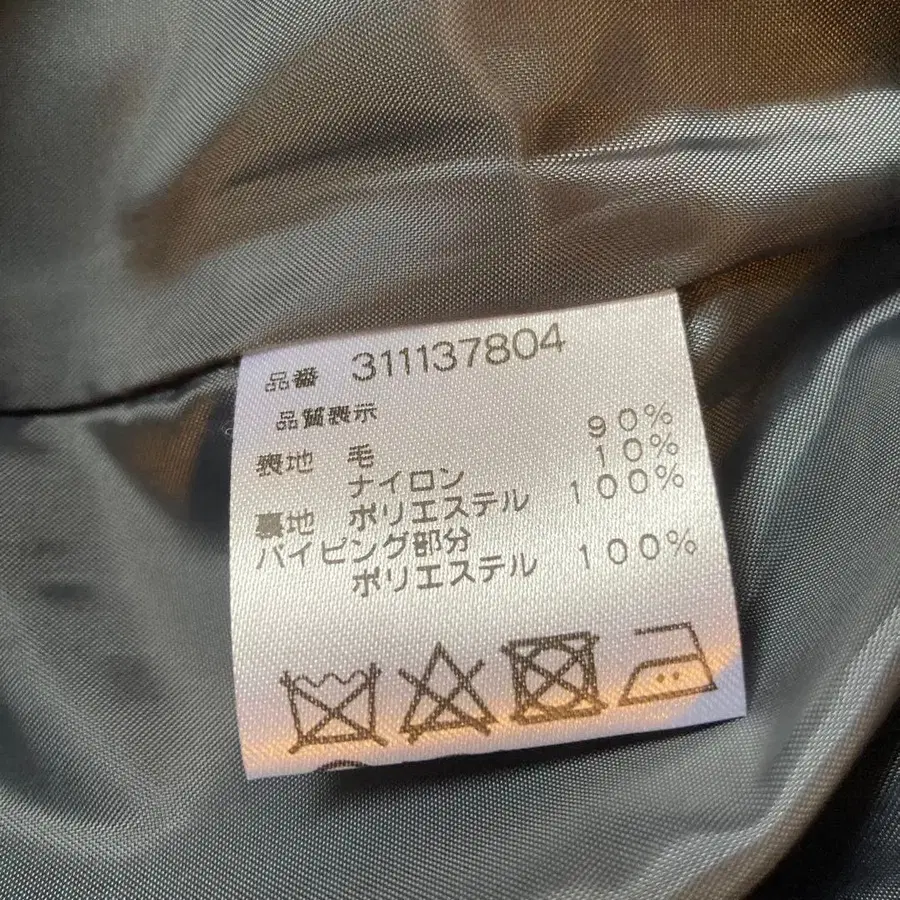 品番 311137804
品質表示
表地 毛 90%
ナイロン 10%
裏地 ポリエステル 100%
パイピング部分
ポリエステル 100%